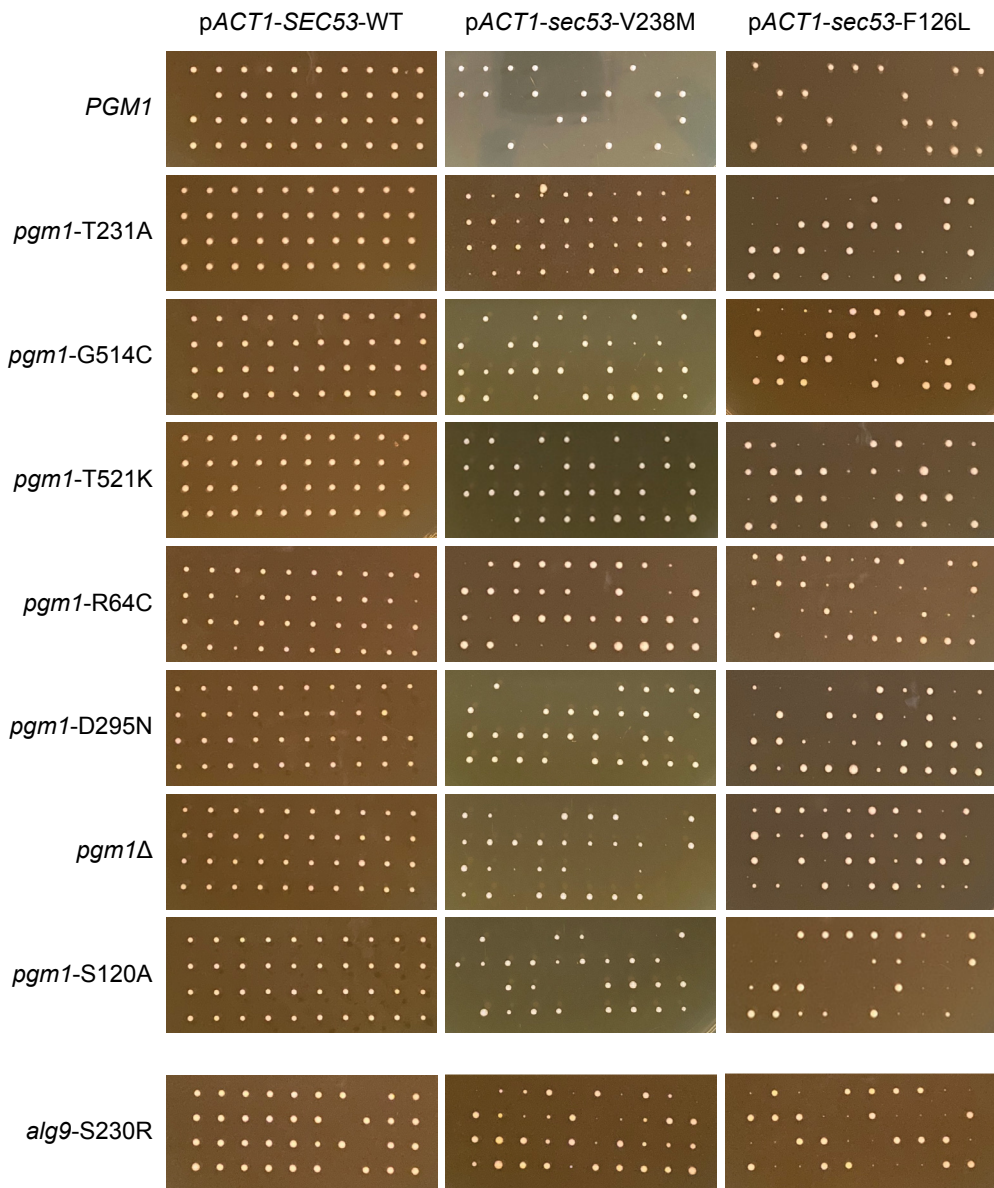 pACT1-SEC53-WT pACT1-sec53-V238M pACT1-sec53-F126L
PGM1
pgm1-T231A
pgm1-G514C
pgm1-T521K
pgm1-R64C
pgm1-D295N
pgm1Δ
pgm1-S120A
alg9-S230R